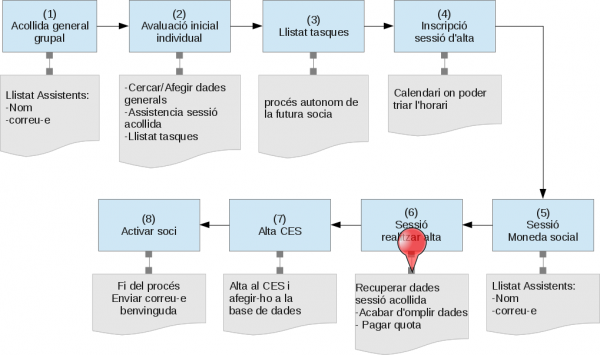 (1)
Acollida general
grupal
(2)
Avaluació inicial
individual
(3)
Llistat tasques
(4)
Inscripció
sessió d'alta
Llistat Assistents:
-Nom
-correu-e
-Cercar/Afegir dades
generals
-Assistencia sessió
acollida
-Llistat tasques
procés autonom de
la futura socia
Calendari on poder
triar l'horari
(8)
Activar soci
(7)
Alta CES
(6)
Sessió
realitzar alta
(5)
Sessió
Moneda social
Fi del procés
Enviar correu-e
benvinguda
Alta al CES i
afegir-ho a la
base de dades
Recuperar dades
sessió acollida
-Acabar d'omplir dades
- Pagar quota
Llistat Assistents:
-Nom
-correu-e